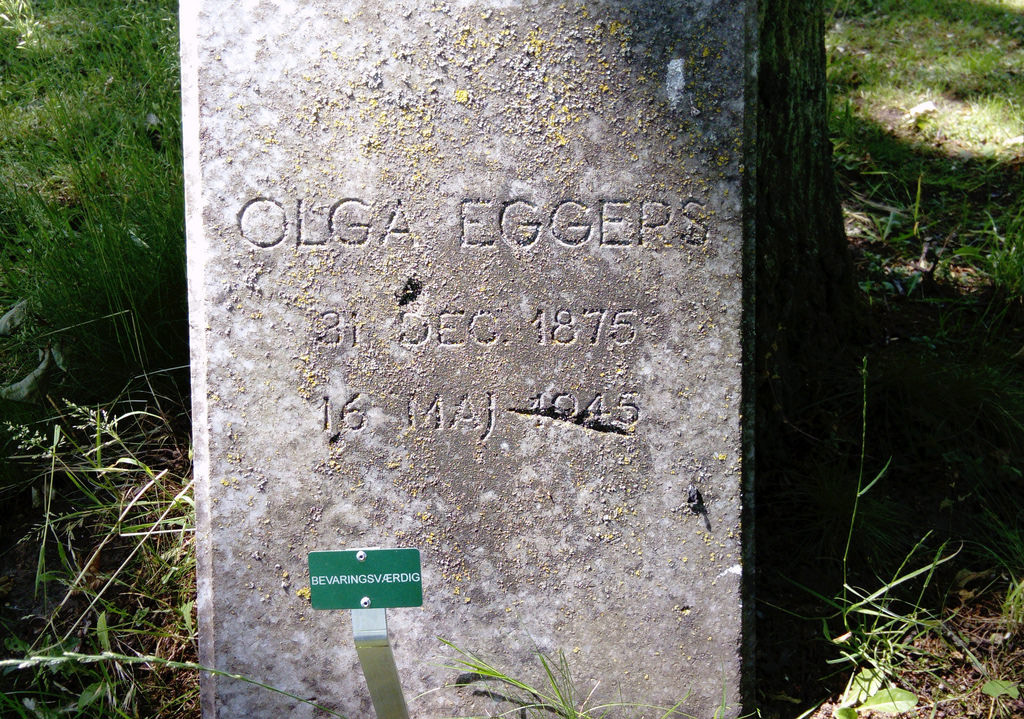 OLGA EGGERS
31 DEC. 1875
16 MAJ 1945
BEVARINGSVÆRDIG